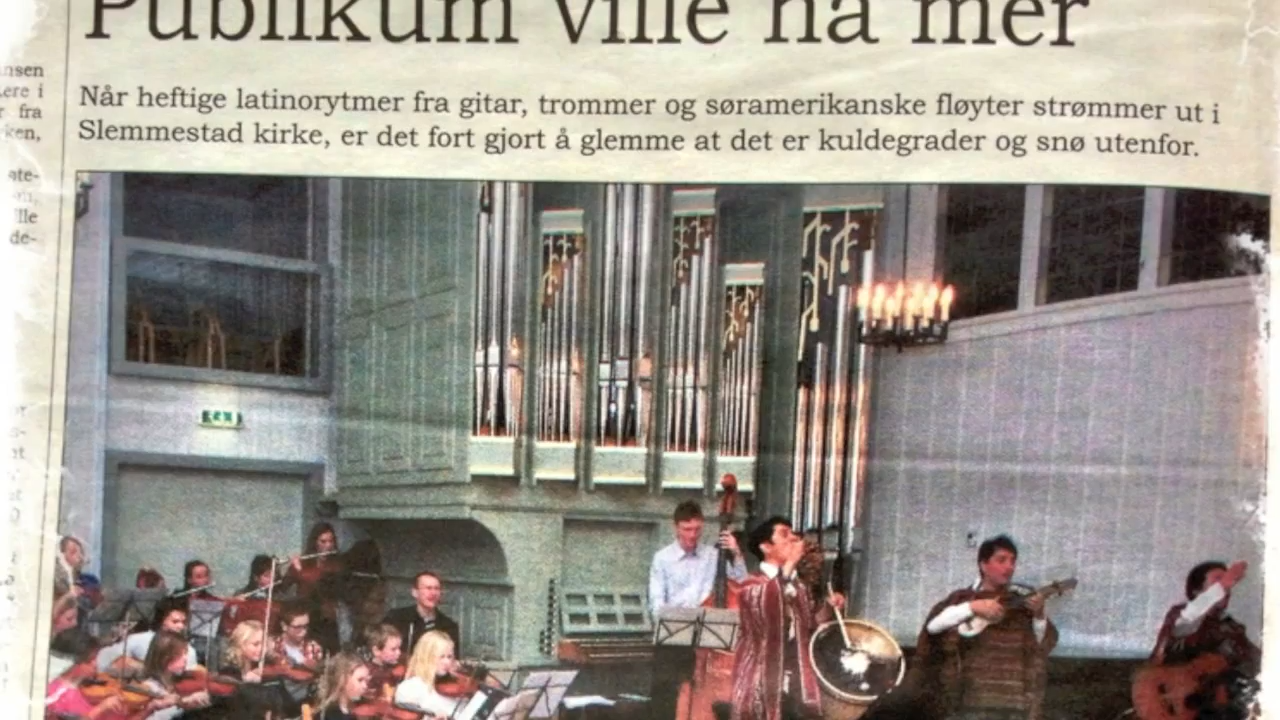 Publikum ville ha mer
Når heftige latinorytmer fra gitar, trommer og søramerikanske fløyter strømmer ut i
Slemmestad kirke, er det fort gjort å glemme at det er kuldegrader og snø utenfor.
fra